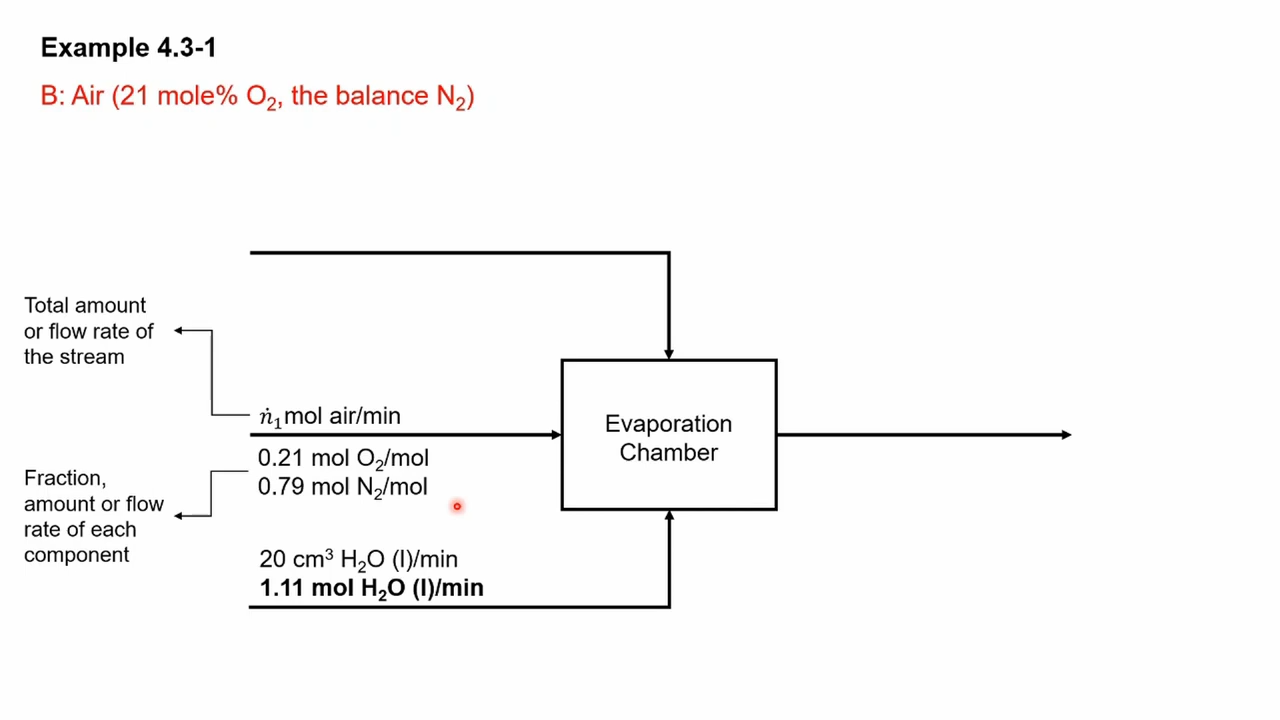 Example 4.3-1
B: Air (21 mole% O₂, the balance N₂)
Total amount
or flow rate of
the stream
ṅ₁mol air/min
0.21 mol O₂/mol
0.79 mol N₂/mol
Fraction,
amount or flow
rate of each
component
20 cm³ H₂O (l)/min
1.11 mol H₂O (l)/min
Evaporation
Chamber